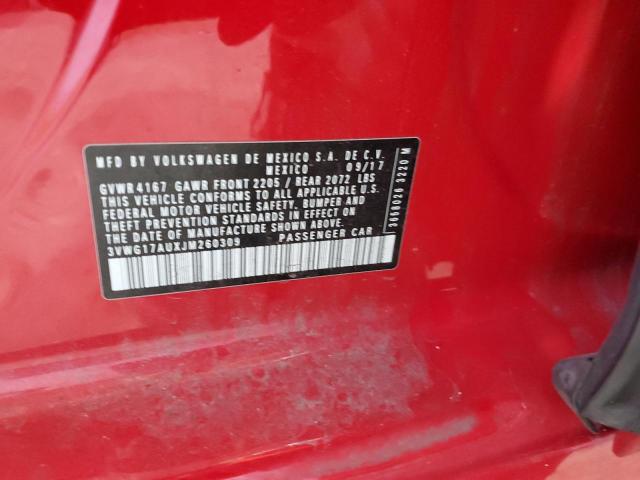 MFD BY VOLKSWAGEN DE MEXICO S.A. DE C.V.
MEXICO 09/17
GVWR 4167 GAWR FRONT 2205 / REAR 2072 LBS
THIS VEHICLE CONFORMS TO ALL APPLICABLE U.S.
FEDERAL MOTOR VEHICLE SAFETY, BUMPER AND
THEFT PREVENTION STANDARDS IN EFFECT ON THE
DATE OF MANUFACTURE SHOWN ABOVE.
3VWG17AUXJM260309 PASSENGER CAR
3668026 3220 M